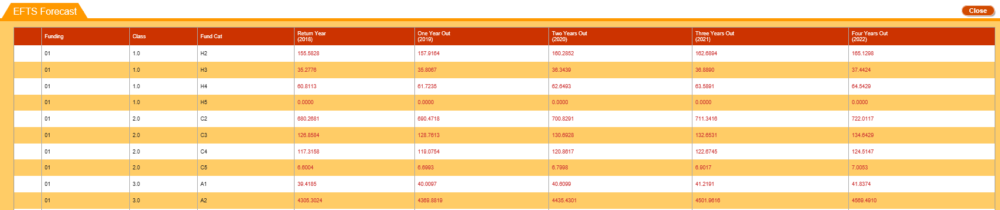 EFTS Forecast
Close
Funding Class Fund Cat Return Year (2018) One Year Out (2019) Two Years Out (2020) Three Years Out (2021) Four Years Out (2022)
01 1.0 H2 155.5828 157.9164 160.2852 162.6894 165.1298
01 1.0 H3 35.2776 35.8067 36.3439 36.8890 37.4424
01 1.0 H4 60.8113 61.7235 62.6493 63.5891 64.5429
01 1.0 H5 0.0000 0.0000 0.0000 0.0000 0.0000
01 2.0 C2 680.2681 690.4718 700.8291 711.3416 722.0117
01 2.0 C3 126.8584 128.7613 130.6928 132.6531 134.6429
01 2.0 C4 117.3158 119.0754 120.8617 122.6745 124.5147
01 2.0 C5 6.6004 6.6993 6.7998 6.9017 7.0053
01 3.0 A1 39.4185 40.0097 40.6099 41.2191 41.8374
01 3.0 A2 4305.3024 4369.8819 4435.4301 4501.9616 4569.4910